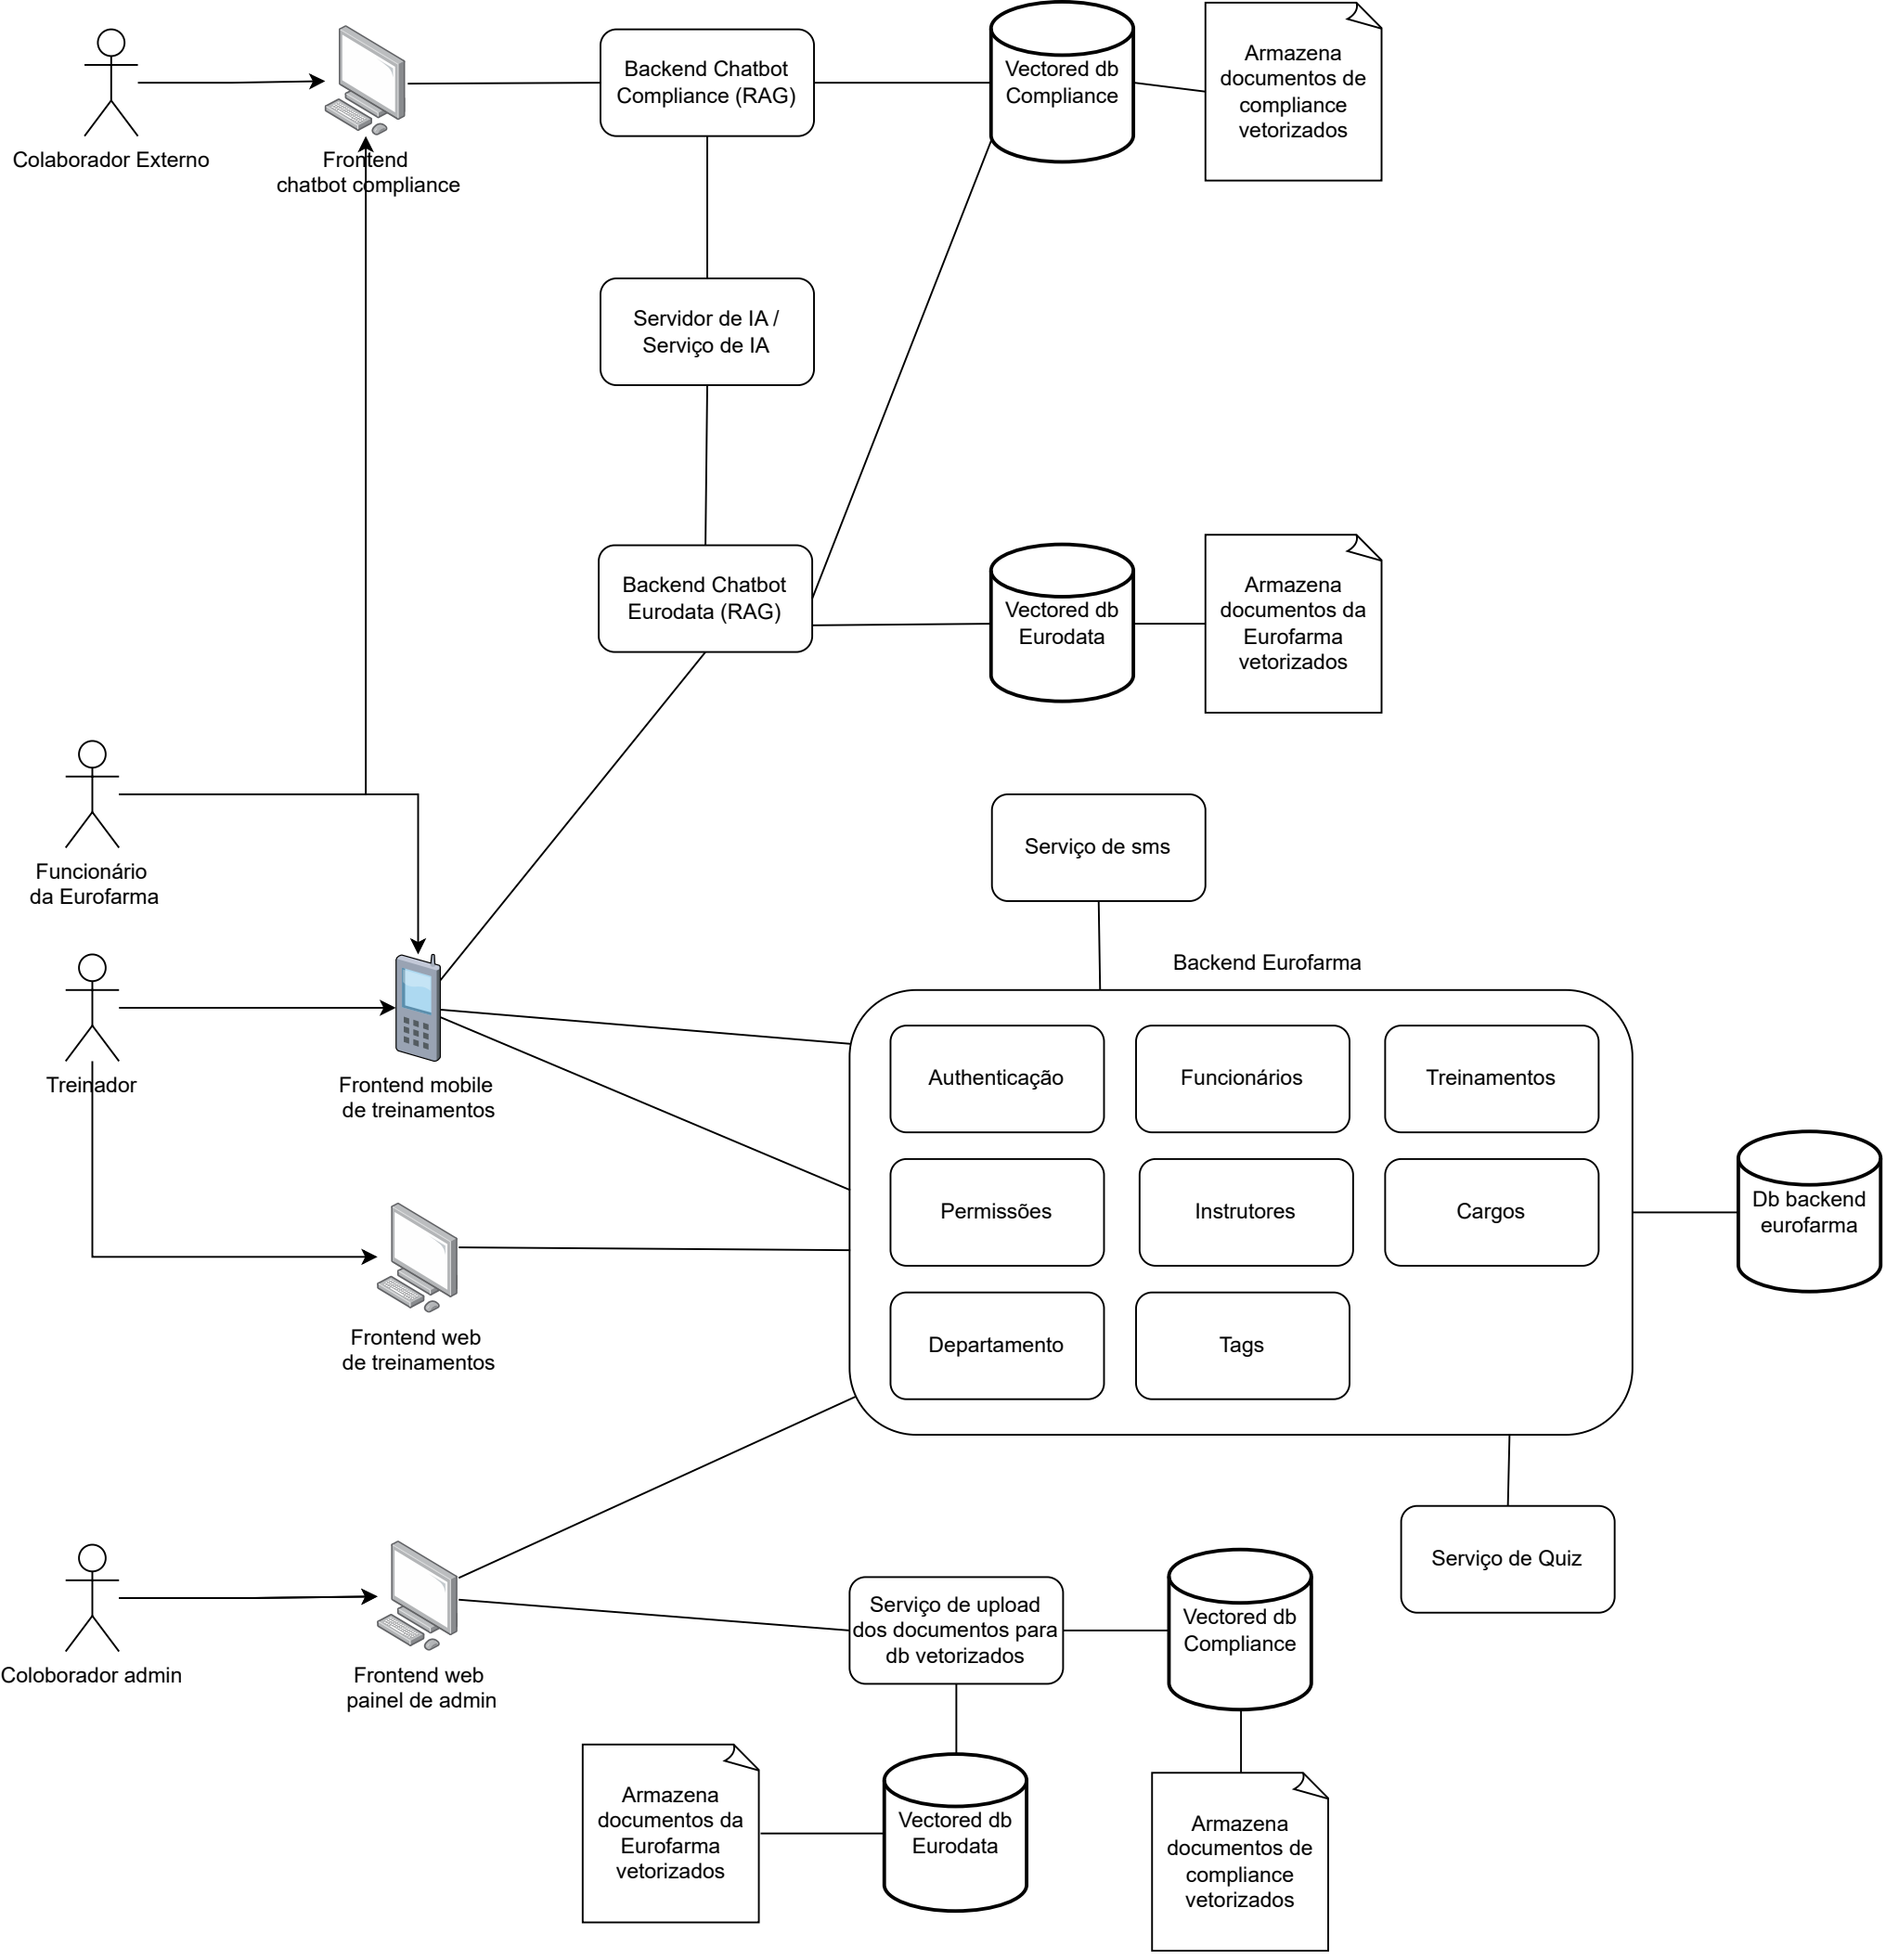 Colaborador Externo
Frontend
chatbot compliance
Backend Chatbot
Compliance (RAG)
Vectored db
Compliance
Armazena
documentos de
compliance
vetorizados
Servidor de IA /
Serviço de IA
Backend Chatbot
Eurodata (RAG)
Vectored db
Eurodata
Armazena
documentos da
Eurofarma
vetorizados
Funcionário
da Eurofarma
Serviço de sms
Treinador
Frontend mobile
de treinamentos
Backend Eurofarma
Authenticação
Funcionários
Treinamentos
Permissões
Instrutores
Cargos
Departamento
Tags
Db backend
eurofarma
Frontend web
de treinamentos
Serviço de Quiz
Coloborador admin
Frontend web
painel de admin
Serviço de upload
dos documentos para
db vetorizados
Vectored db
Compliance
Armazena
documentos da
Eurofarma
vetorizados
Vectored db
Eurodata
Armazena
documentos de
compliance
vetorizados